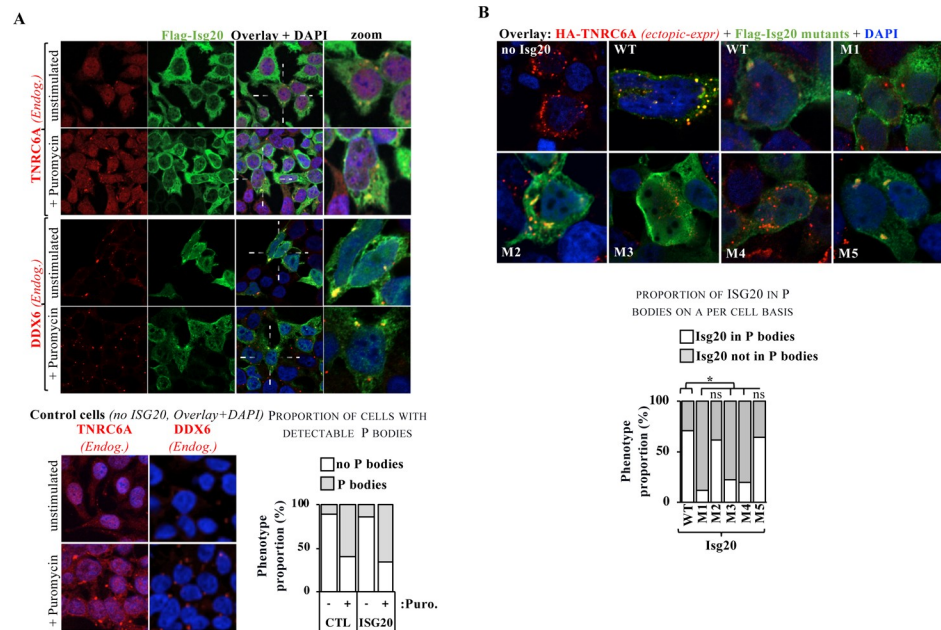 A
Flag-Isg20 Overlay + DAPI zoom
TNRC6A (Endog.)
unstimulated
+ Puromycin
DDX6 (Endog.)
unstimulated
+ Puromycin
Control cells (no ISG20, Overlay+DAPI)
TNRC6A DDX6
(Endog.) (Endog.)
unstimulated
+ Puromycin
PROPORTION OF CELLS WITH
DETECTABLE P BODIES
no P bodies
P bodies
Phenotype
proportion (%)
100
50
0
- + - + :Puro.
CTL ISG20
B
Overlay: HA-TNRC6A (ectopic-expr) + Flag-Isg20 mutants + DAPI
no Isg20 WT WT M1
M2 M3 M4 M5
PROPORTION OF ISG20 IN P
BODIES ON A PER CELL BASIS
Isg20 in P bodies
Isg20 not in P bodies
*
ns ns
Phenotype
proportion (%)
100
50
0
WT M1 M2 M3 M4 M5
Isg20